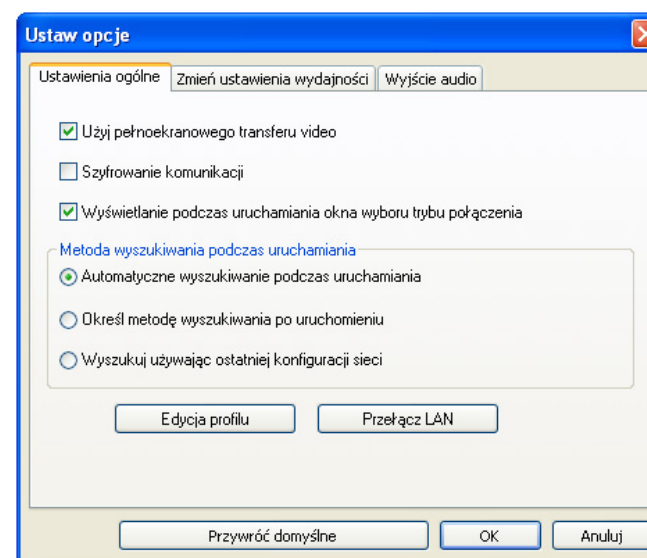 Ustaw opcje
Ustawienia ogólne Zmień ustawienia wydajności Wyjście audio
Użyj pełnoekranowego transferu video
Szyfrowanie komunikacji
Wyświetlanie podczas uruchamiania okna wyboru trybu połączenia
Metoda wyszukiwania podczas uruchamiania
Automatyczne wyszukiwanie podczas uruchamiania
Określ metodę wyszukiwania po uruchomieniu
Wyszukuj używając ostatniej konfiguracji sieci
Edycja profilu Przełącz LAN
Przywróć domyślne OK Anuluj